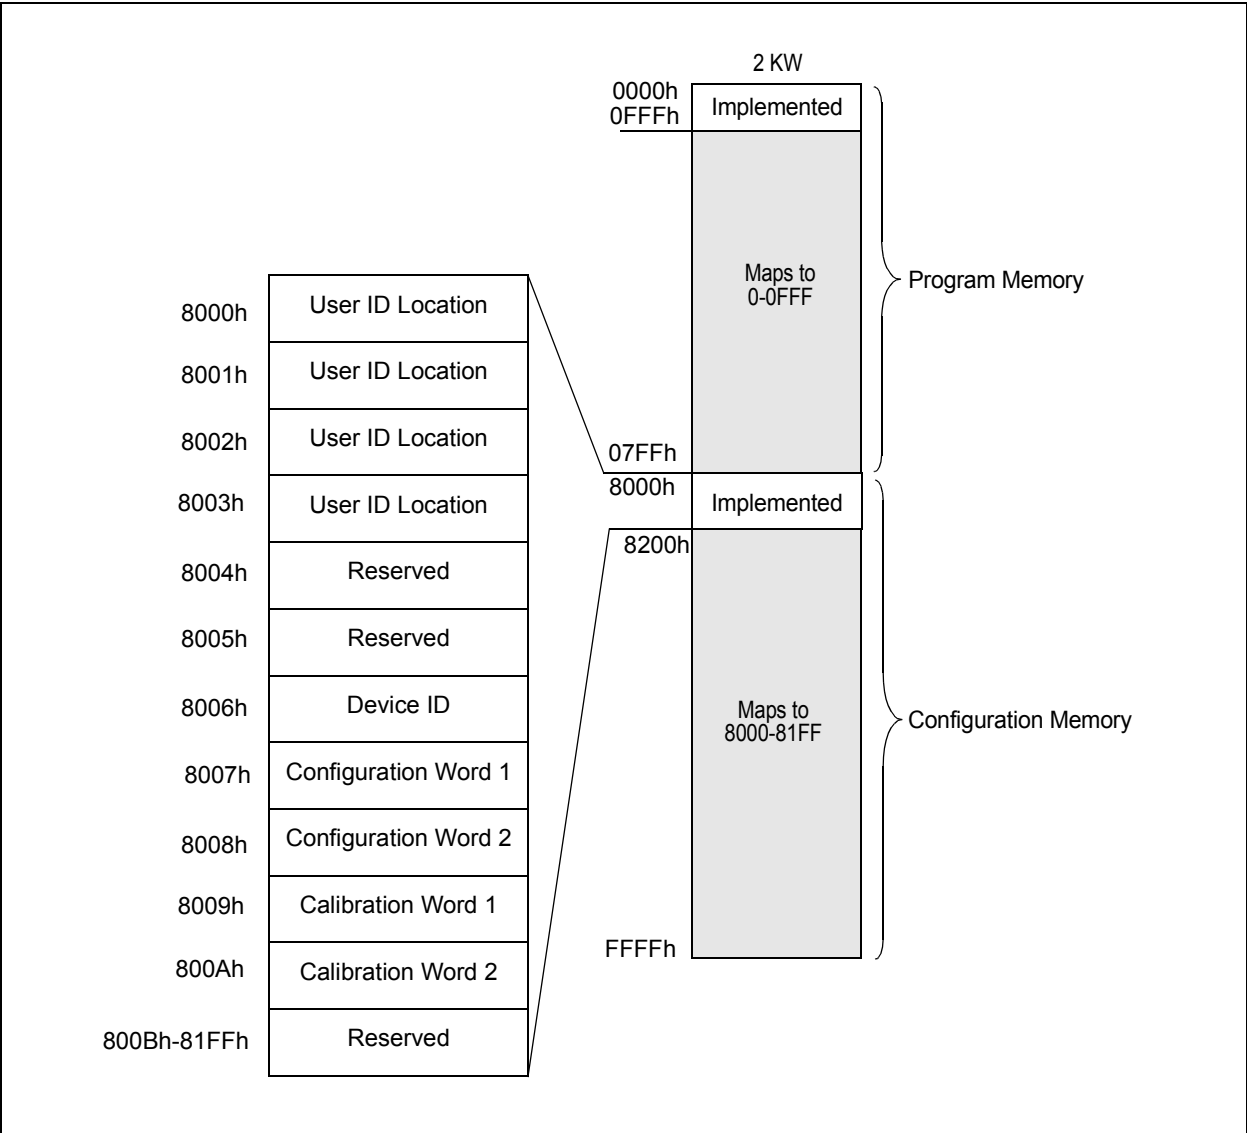 2 KW
0000h
0FFFh
Implemented
Maps to
0-0FFF
Program Memory
07FFh
8000h
Implemented
8200h
Maps to
8000-81FF
Configuration Memory
FFFFh
8000h User ID Location
8001h User ID Location
8002h User ID Location
8003h User ID Location
8004h Reserved
8005h Reserved
8006h Device ID
8007h Configuration Word 1
8008h Configuration Word 2
8009h Calibration Word 1
800Ah Calibration Word 2
800Bh-81FFh Reserved